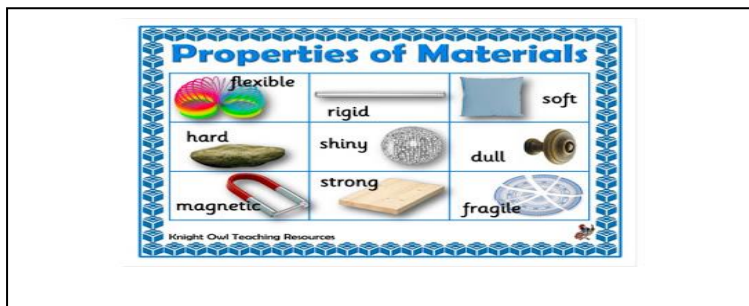 Properties of Materials
flexible
rigid
soft
hard
shiny
dull
magnetic
strong
fragile
Knight Owl Teaching Resources